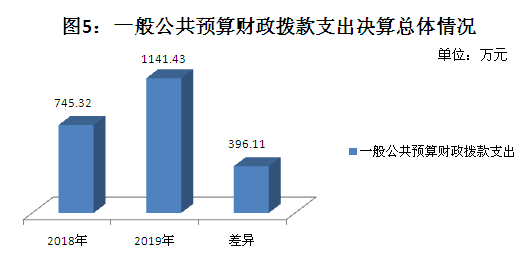 图5：一般公共预算财政拨款支出决算总体情况
单位：万元
1141.43
745.32
396.11
一般公共预算财政拨款支出
2018年
2019年
差异